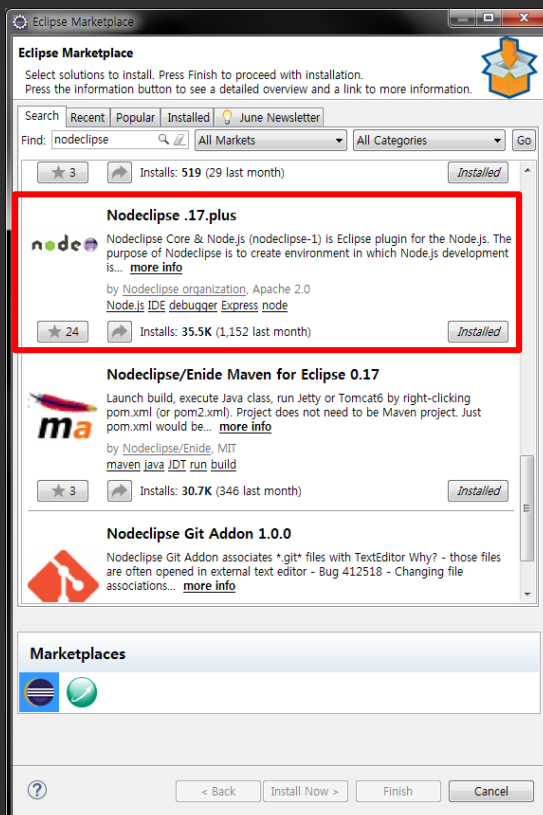 Eclipse Marketplace
Eclipse Marketplace
Select solutions to install. Press Finish to proceed with installation.
Press the information button to see a detailed overview and a link to more information.
Search Recent Popular Installed June Newsletter
Find: nodeclipse All Markets All Categories Go
3 Installs: 519 (29 last month) Installed
Nodeclipse .17.plus
node
Nodeclipse Core & Node.js (nodeclipse-1) is Eclipse plugin for the Node.js. The
purpose of Nodeclipse is to create environment in which Node.js development
is... more info
by Nodeclipse organization, Apache 2.0
Node.js IDE debugger Express node
24 Installs: 35.5K (1,152 last month) Installed
Nodeclipse/Enide Maven for Eclipse 0.17
ma
Launch build, execute Java class, run Jetty or Tomcat6 by right-clicking
pom.xml (or pom2.xml). Project does not need to be Maven project. Just
pom.xml would be... more info
by Nodeclipse/Enide, MIT
maven java JDT run build
3 Installs: 30.7K (346 last month) Installed
Nodeclipse Git Addon 1.0.0
Nodeclipse Git Addon associates *.git* files with TextEditor Why? - those files
are often opened in external text editor - Bug 412518 - Changing file
associations... more info
Marketplaces
? < Back Install Now > Finish Cancel